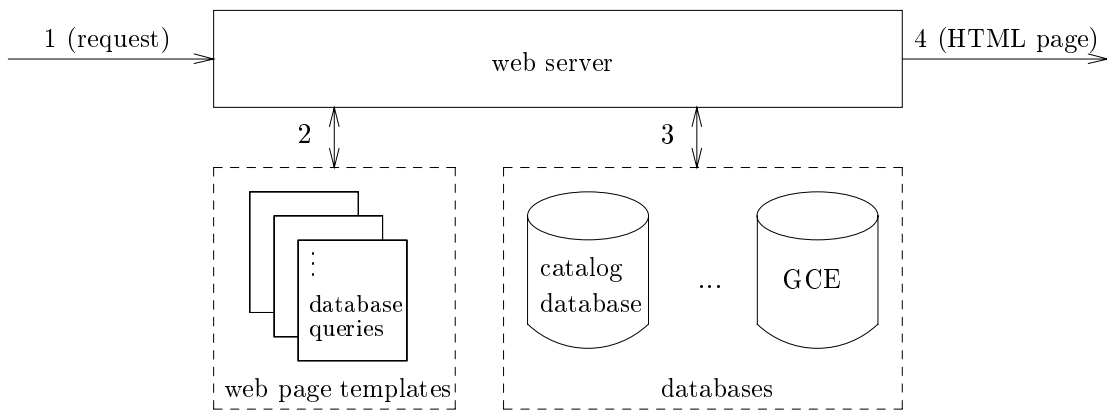 1 (request)
web server
4 (HTML page)
2
3
⋮
database
queries
web page templates
catalog
database
...
GCE
databases